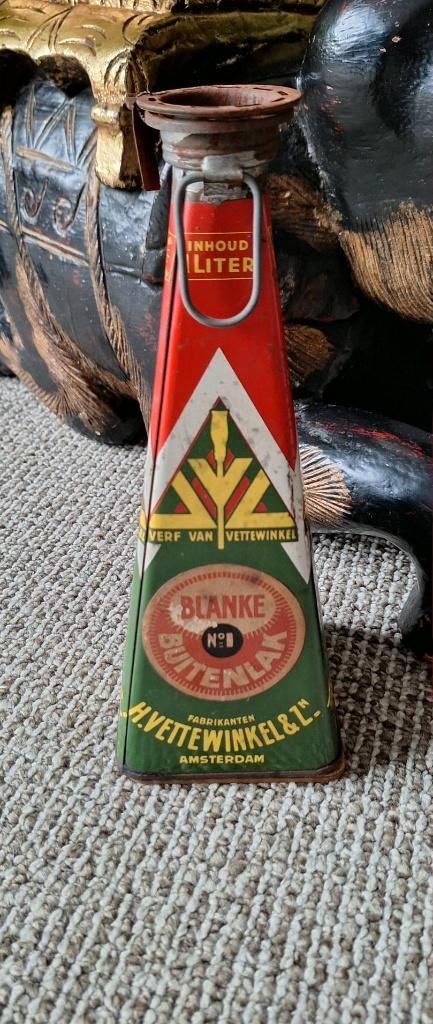 INHOUD
1 LITER
VERF VAN VETTEWINKEL
BLANKE
No 1
BUITENLAK
FABRIKANTEN
H. VETTEWINKEL & Zn
AMSTERDAM